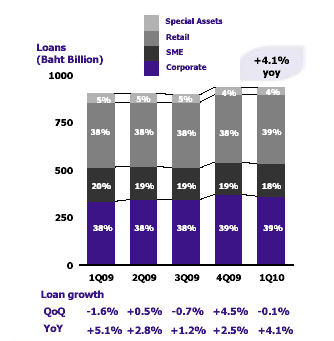 Special Assets
Retail
SME
Corporate
Loans
(Baht Billion)
+4.1%
yoy
1000
750
500
250
0
5% 5% 5% 4% 4%
38% 38% 38% 38% 39%
20% 19% 19% 19% 18%
38% 38% 38% 39% 39%
1Q09 2Q09 3Q09 4Q09 1Q10
Loan growth
QoQ -1.6% +0.5% -0.7% +4.5% -0.1%
YoY +5.1% +2.8% +1.2% +2.5% +4.1%